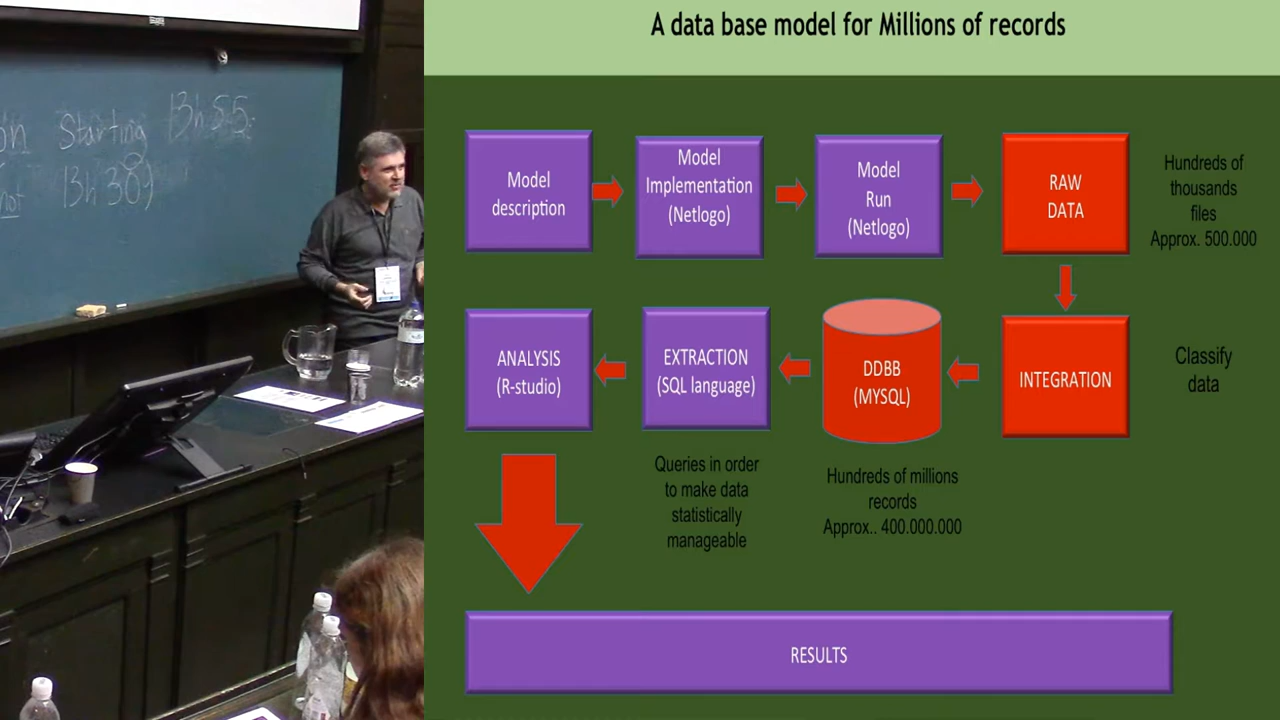 Starting 13h55
not 13h30)
A data base model for Millions of records
Model
description
Model
Implementation
(Netlogo)
Model
Run
(Netlogo)
RAW
DATA
Hundreds of
thousands
files
Approx. 500.000
ANALYSIS
(R-studio)
EXTRACTION
(SQL language)
DDBB
(MYSQL)
INTEGRATION
Classify
data
Queries in order
to make data
statistically
manageable
Hundreds of millions
records
Approx.. 400.000.000
RESULTS